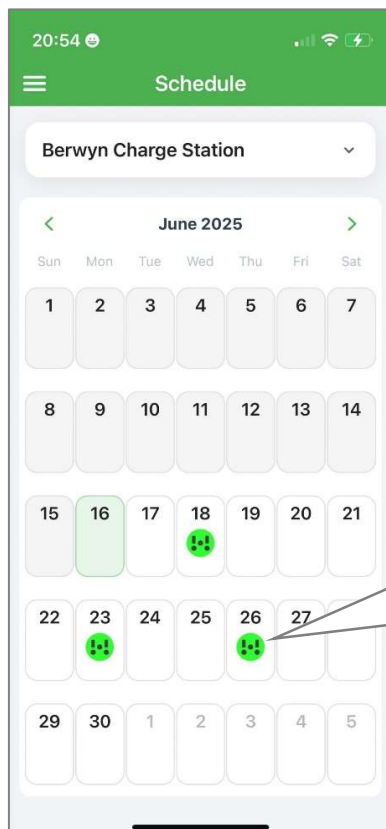 20:54
Schedule
Berwyn Charge Station
June 2025
Sun Mon Tue Wed Thu Fri Sat
1 2 3 4 5 6 7
8 9 10 11 12 13 14
15 16 17 18 19 20 21
22 23 24 25 26 27
29 30 1 2 3 4 5